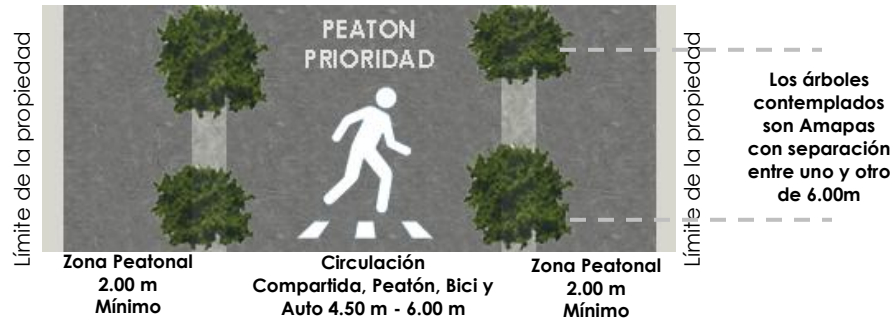 PEATON
PRIORIDAD
Límite de la propiedad
Límite de la propiedad
Los árboles
contemplados
son Amapas
con separación
entre uno y otro
de 6.00m
Zona Peatonal
2.00 m
Mínimo
Circulación
Compartida, Peatón, Bici y
Auto 4.50 m - 6.00 m
Zona Peatonal
2.00 m
Mínimo